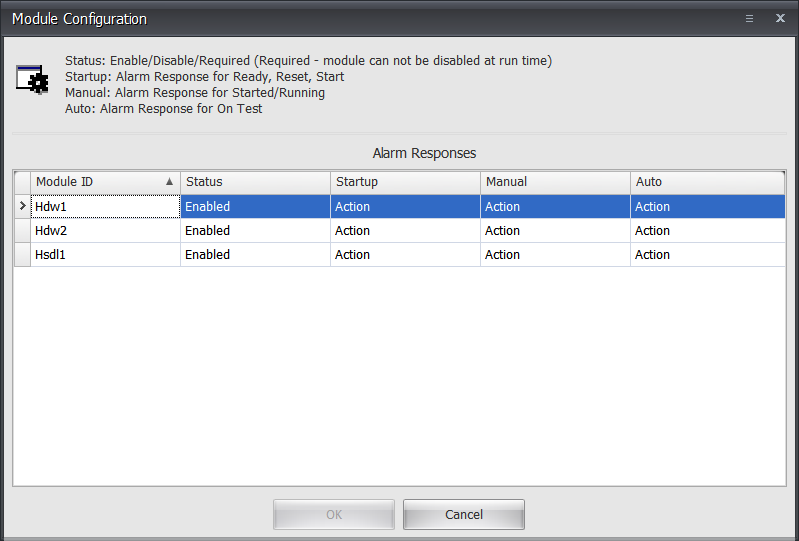 Module Configuration
Status: Enable/Disable/Required (Required - module can not be disabled at run time)
Startup: Alarm Response for Ready, Reset, Start
Manual: Alarm Response for Started/Running
Auto: Alarm Response for On Test
Alarm Responses
Module ID Status Startup Manual Auto
Hdw1 Enabled Action Action Action
Hdw2 Enabled Action Action Action
Hsdl1 Enabled Action Action Action
OK Cancel